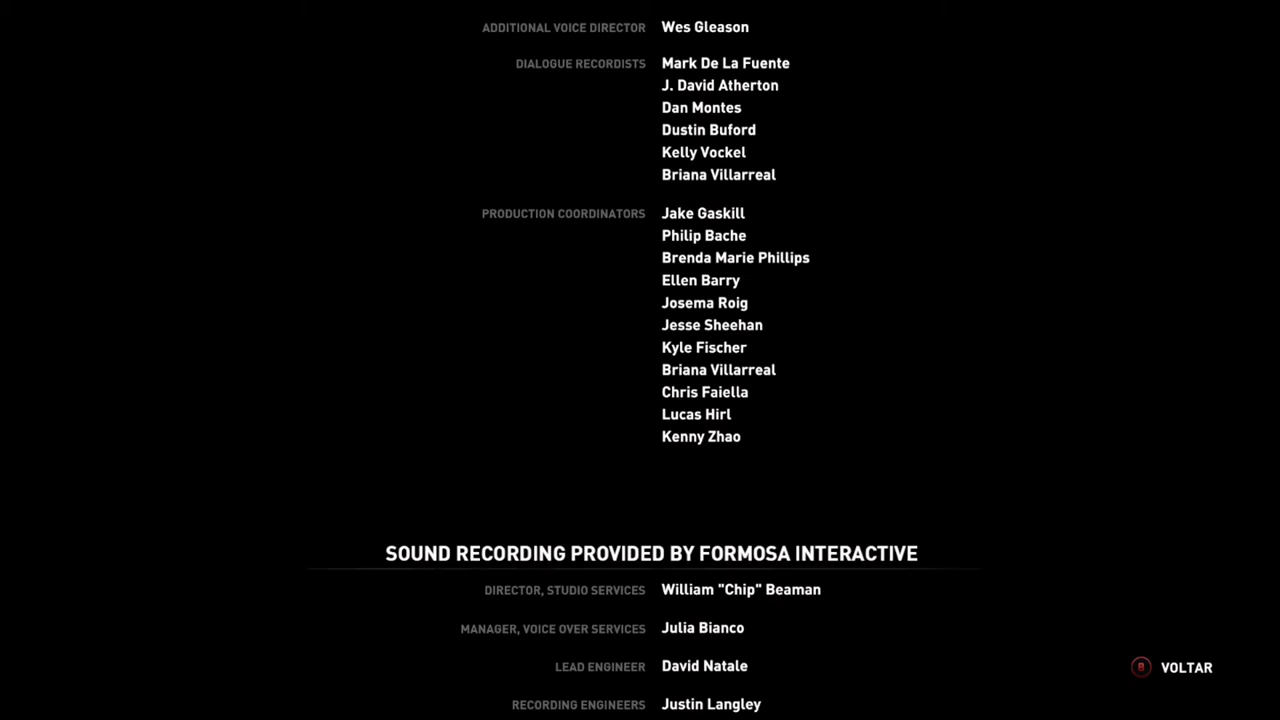 ADDITIONAL VOICE DIRECTOR Wes Gleason
DIALOGUE RECORDISTS Mark De La Fuente
J. David Atherton
Dan Montes
Dustin Buford
Kelly Vockel
Briana Villarreal
PRODUCTION COORDINATORS Jake Gaskill
Philip Bache
Brenda Marie Phillips
Ellen Barry
Josema Roig
Jesse Sheehan
Kyle Fischer
Briana Villarreal
Chris Faiella
Lucas Hirl
Kenny Zhao
SOUND RECORDING PROVIDED BY FORMOSA INTERACTIVE
DIRECTOR, STUDIO SERVICES William "Chip" Beaman
MANAGER, VOICE OVER SERVICES Julia Bianco
LEAD ENGINEER David Natale
B VOLTAR
RECORDING ENGINEERS Justin Langley